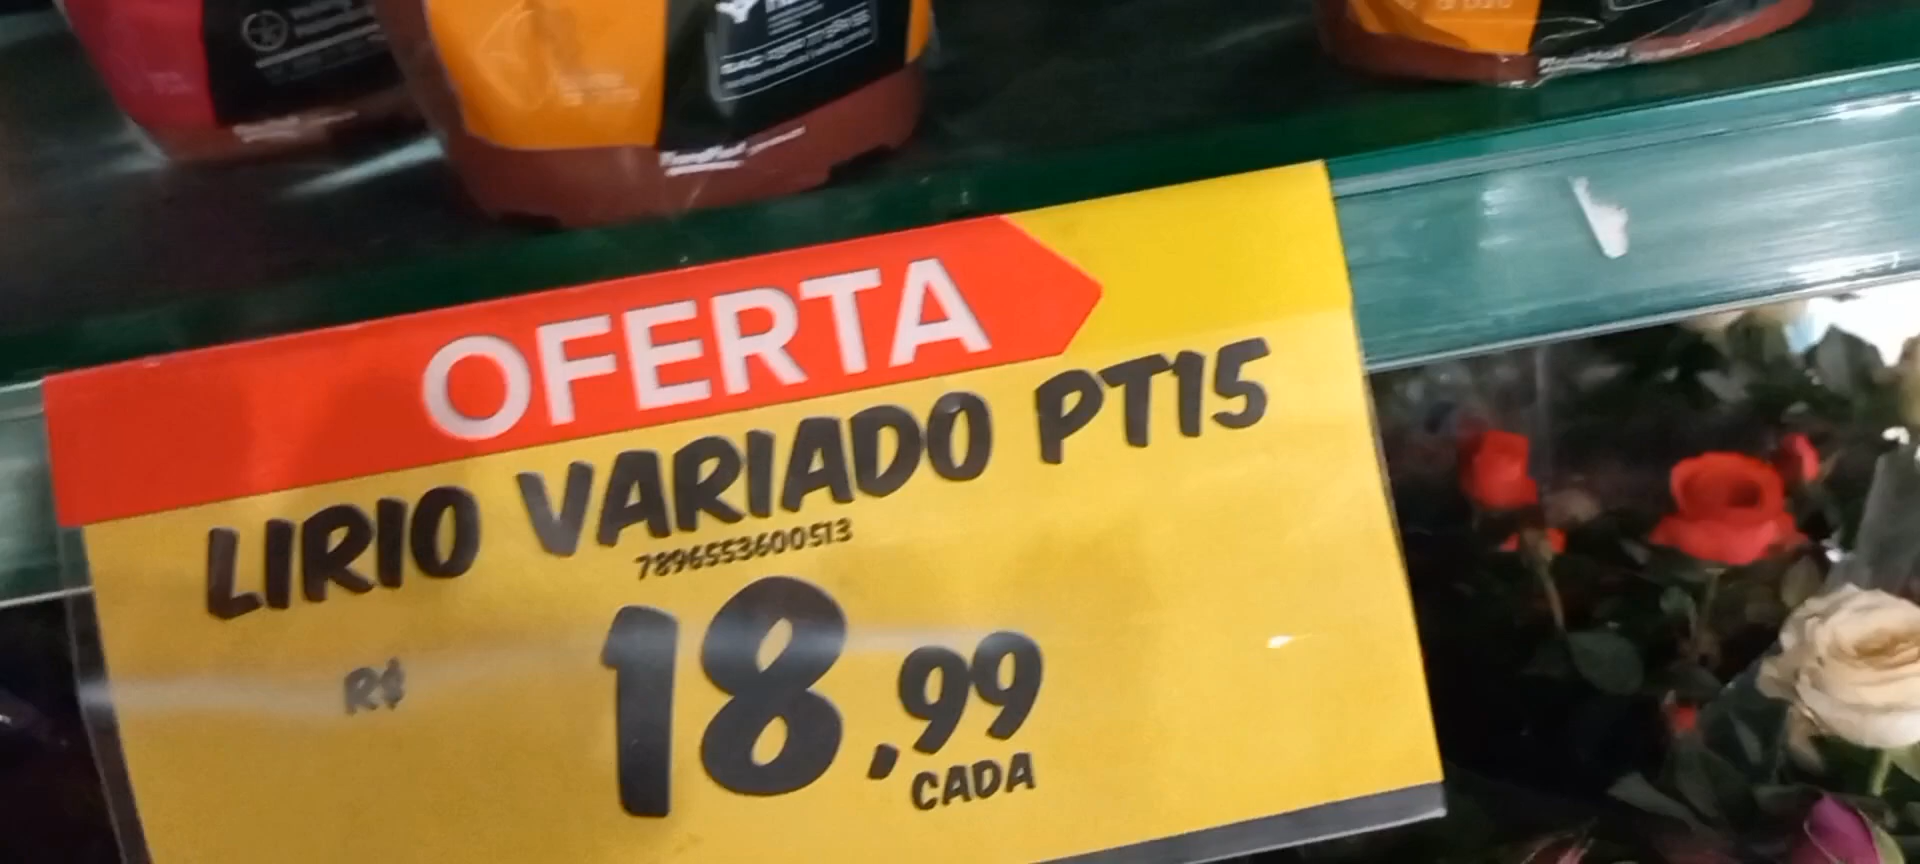 OFERTA
LIRIO VARIADO PT15
7896553600513
R$
18,99
CADA